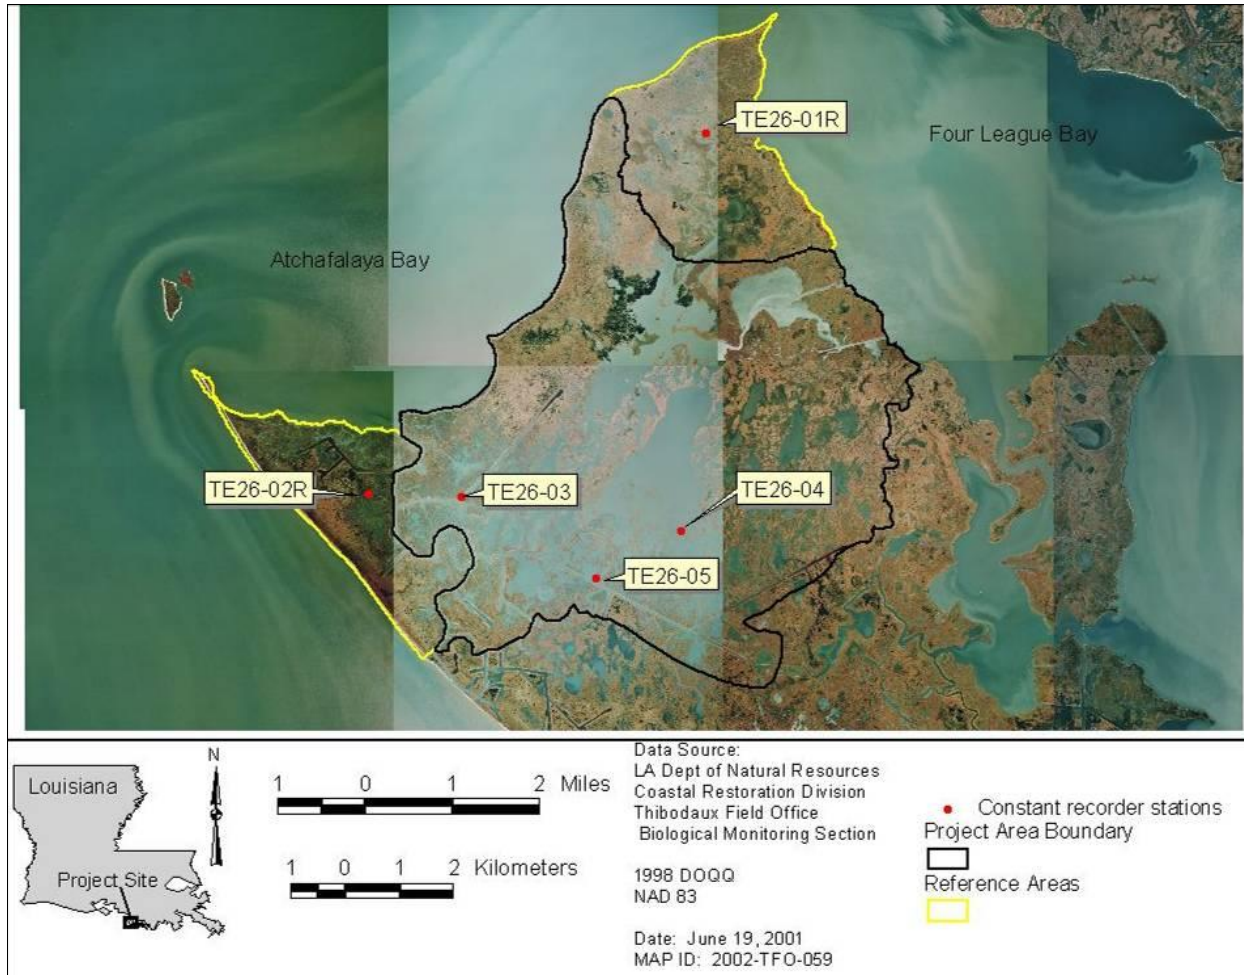 TE26-01R
Four League Bay
Atchafalaya Bay
TE26-02R
TE26-03
TE26-04
TE26-05
Louisiana
Project Site
N
1 0 1 2 Miles
1 0 1 2 Kilometers
Data Source:
LA Dept of Natural Resources
Coastal Restoration Division
Thibodaux Field Office
Biological Monitoring Section
1998 DOQQ
NAD 83
Date: June 19, 2001
MAP ID: 2002-TFO-059
Constant recorder stations
Project Area Boundary
Reference Areas